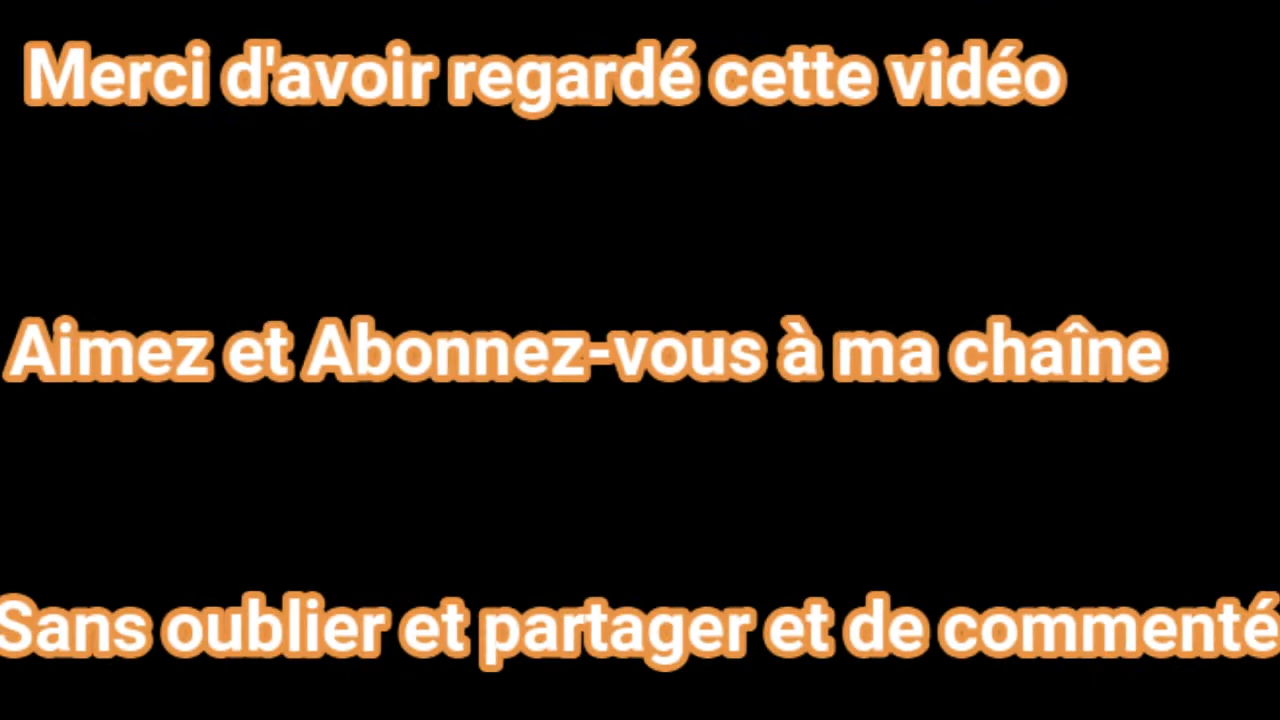 Merci d'avoir regardé cette vidéo
Aimez et Abonnez-vous à ma chaîne
Sans oublier et partager et de commenté